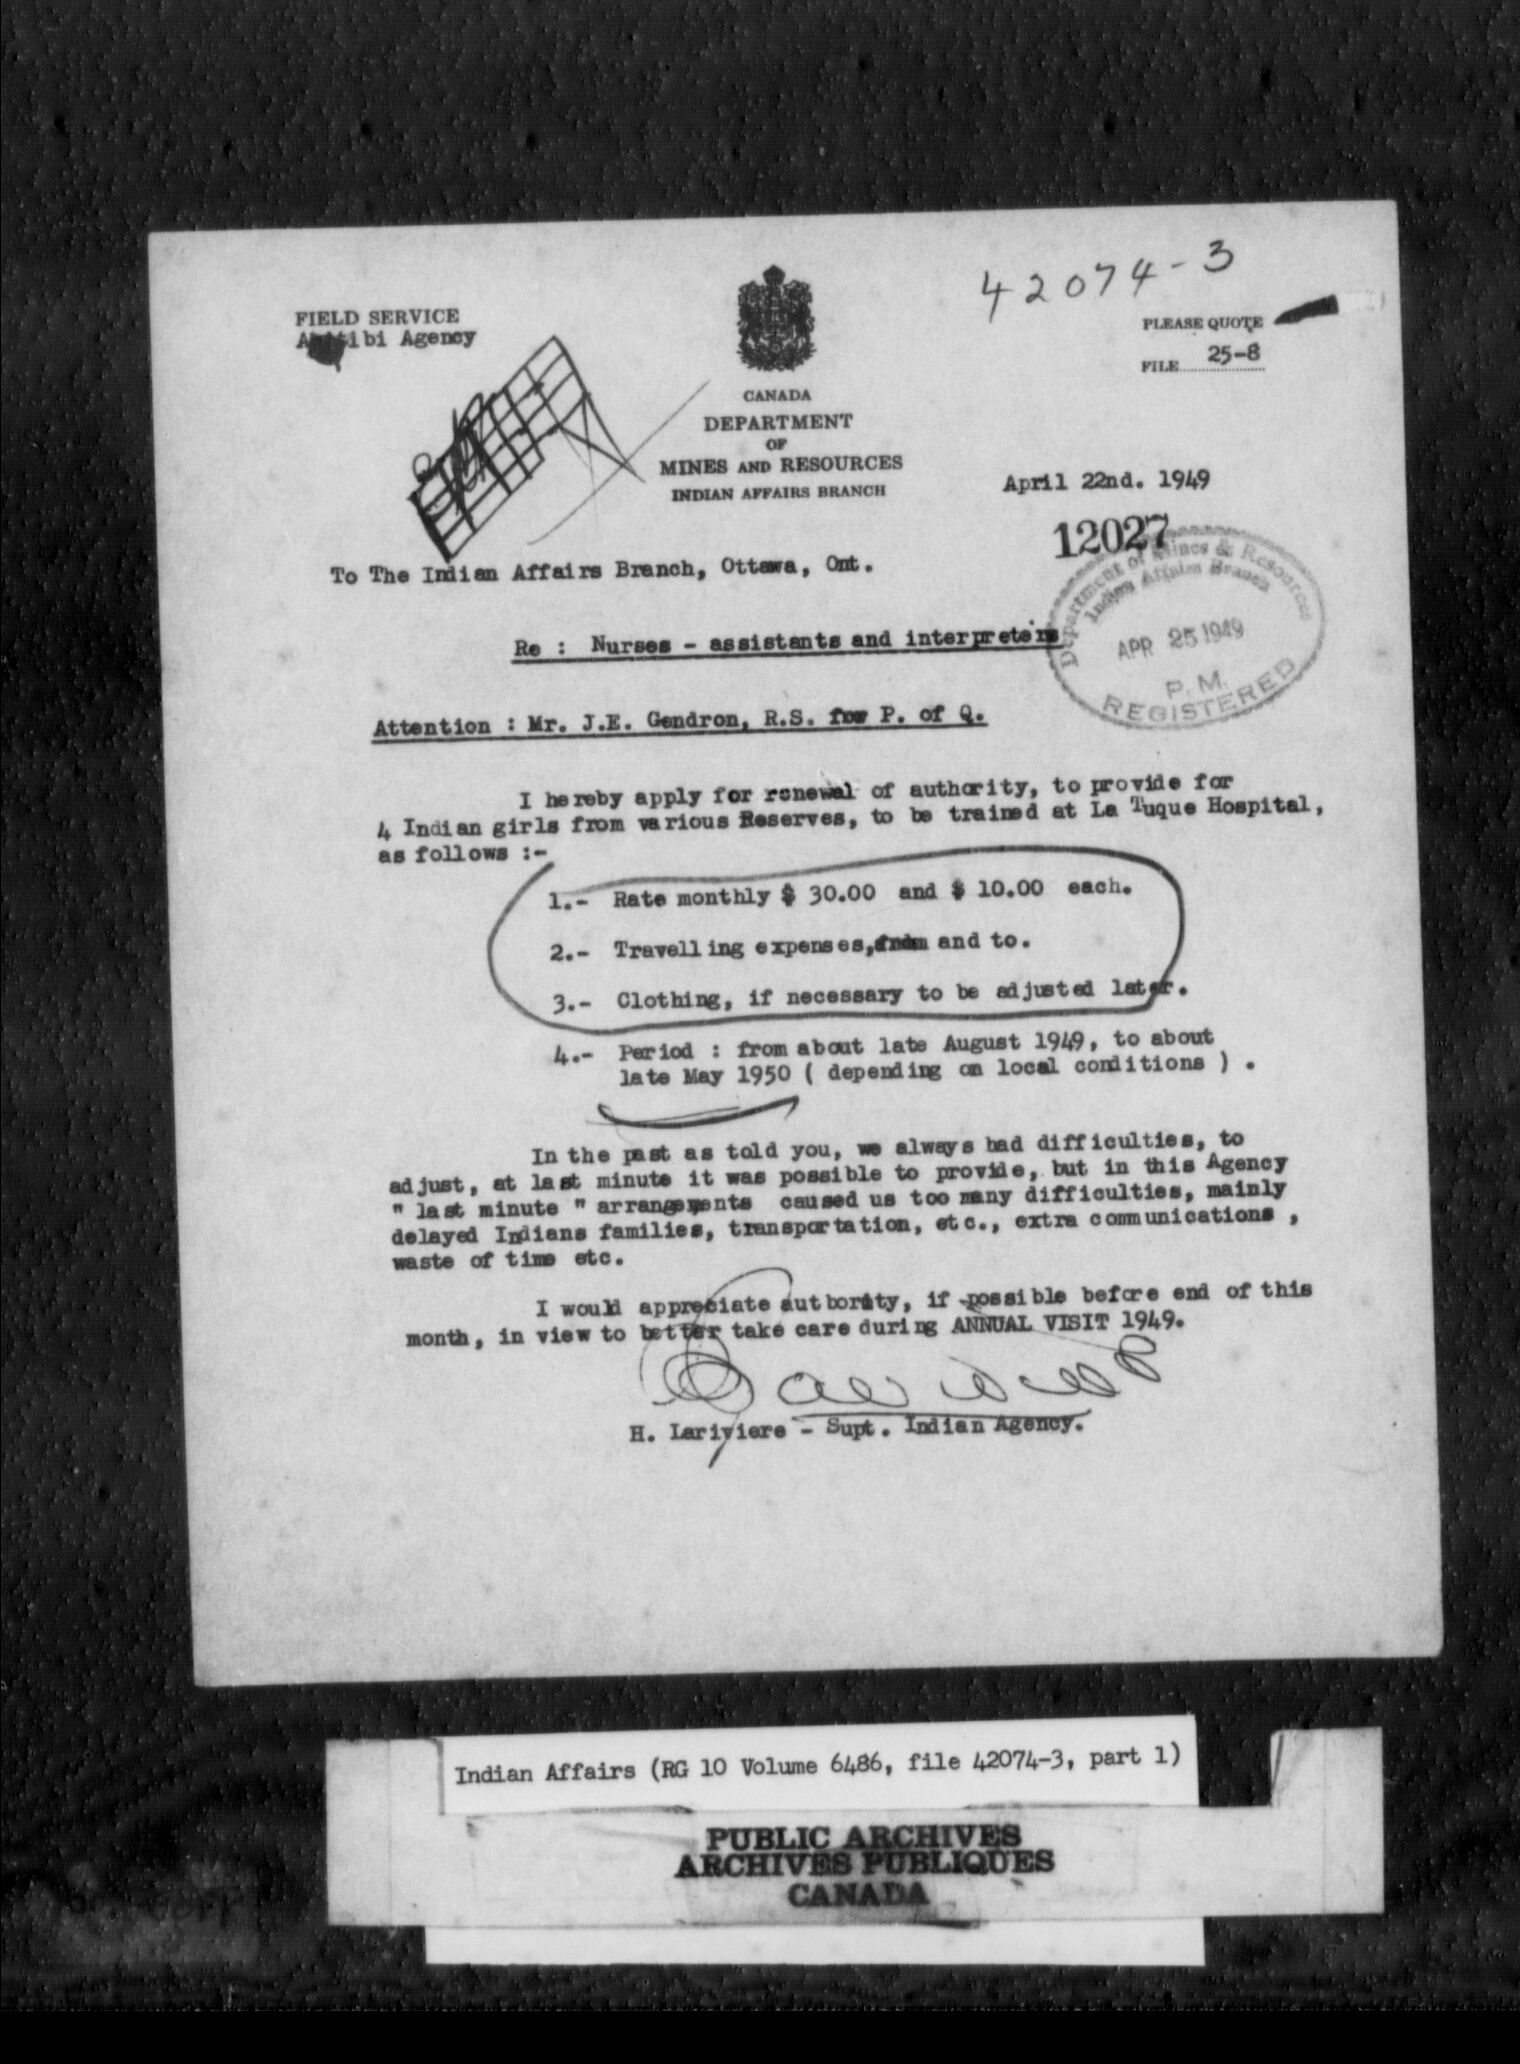 42074-3
FIELD SERVICE
Abitibi Agency
PLEASE QUOTE
FILE 25-8
CANADA
DEPARTMENT
OF
MINES AND RESOURCES
INDIAN AFFAIRS BRANCH
April 22nd. 1949
12027
Department of Mines & Resources
Indian Affairs Branch
APR 25 1949
P. M.
REGISTERED
To The Indian Affairs Branch, Ottawa, Ont.
Re : Nurses - assistants and interpreters
Attention : Mr. J.E. Gendron, R.S. for P. of Q.
I hereby apply for renewal of authority, to provide for
4 Indian girls from various Reserves, to be trained at La Tuque Hospital,
as follows :-
1.- Rate monthly $ 30.00 and $ 10.00 each.
2.- Travelling expenses, from and to.
3.- Clothing, if necessary to be adjusted later.
4.- Period : from about late August 1949, to about
late May 1950 ( depending on local conditions ) .
In the past as told you, we always had difficulties, to
adjust, at last minute it was possible to provide, but in this Agency
" last minute " arrangements caused us too many difficulties, mainly
delayed Indians families, transportation, etc., extra communications ,
waste of time etc.
I would appreciate authority, if possible before end of this
month, in view to better take care during ANNUAL VISIT 1949.
H. Lariviere - Supt. Indian Agency.
Indian Affairs (RG 10 Volume 6486, file 42074-3, part 1)
PUBLIC ARCHIVES
ARCHIVES PUBLIQUES
CANADA